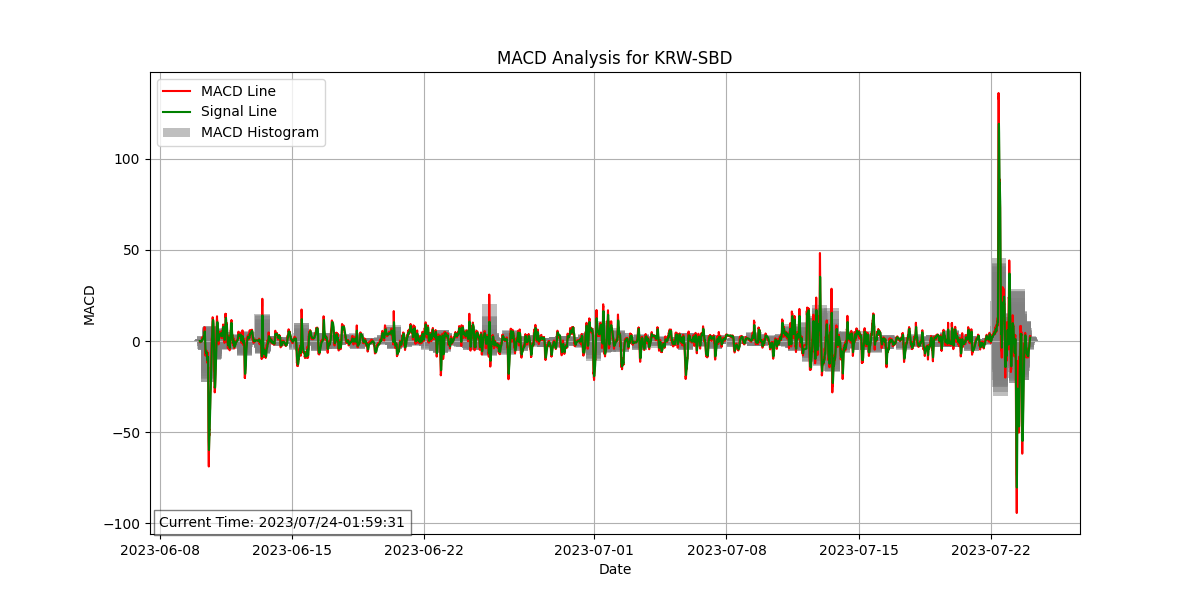 MACD Analysis for KRW-SBD
MACD Line
Signal Line
MACD Histogram
100
50
0
−50
−100
MACD
Current Time: 2023/07/24-01:59:31
2023-06-08 2023-06-15 2023-06-22 2023-07-01 2023-07-08 2023-07-15 2023-07-22
Date